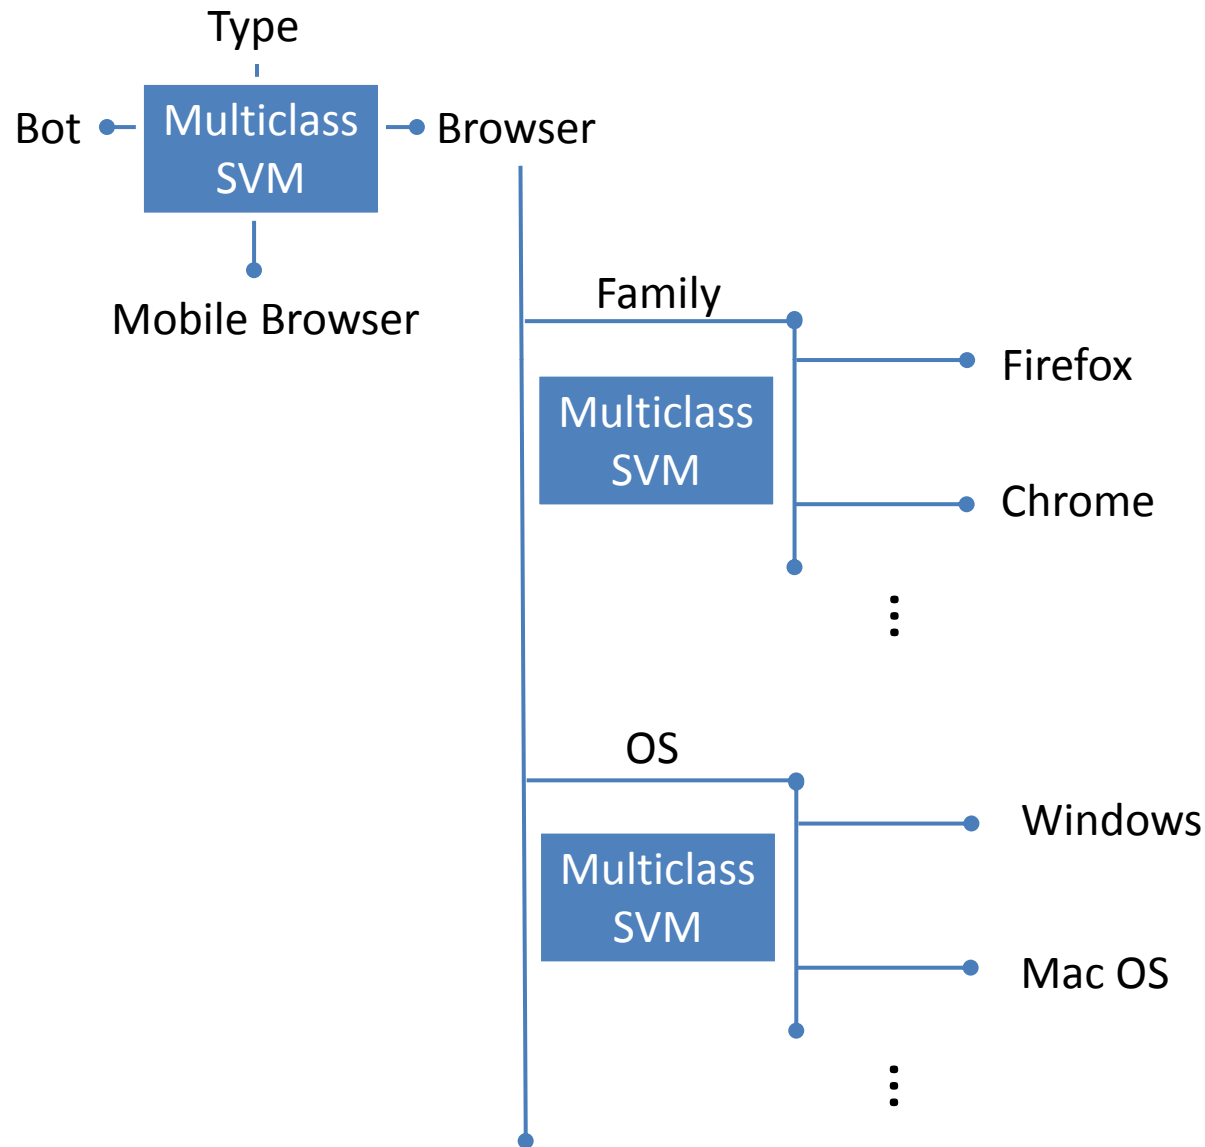 Type
Bot
Multiclass
SVM
Browser
Mobile Browser
Family
Multiclass
SVM
Firefox
Chrome
...
OS
Multiclass
SVM
Windows
Mac OS
...